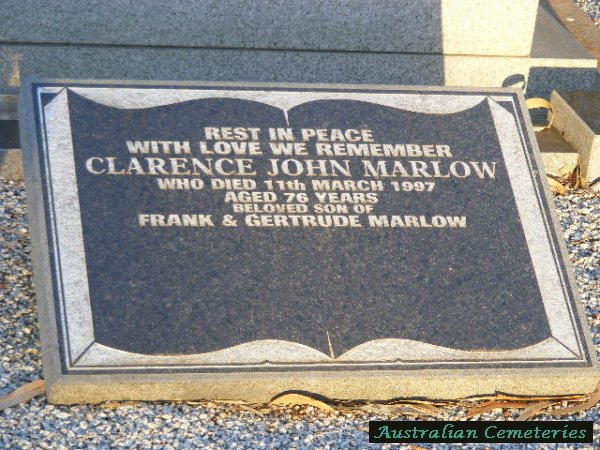 REST IN PEACE
WITH LOVE WE REMEMBER
CLARENCE JOHN MARLOW
WHO DIED 11th MARCH 1997
AGED 76 YEARS
BELOVED SON OF
FRANK & GERTRUDE MARLOW
Australian Cemeteries